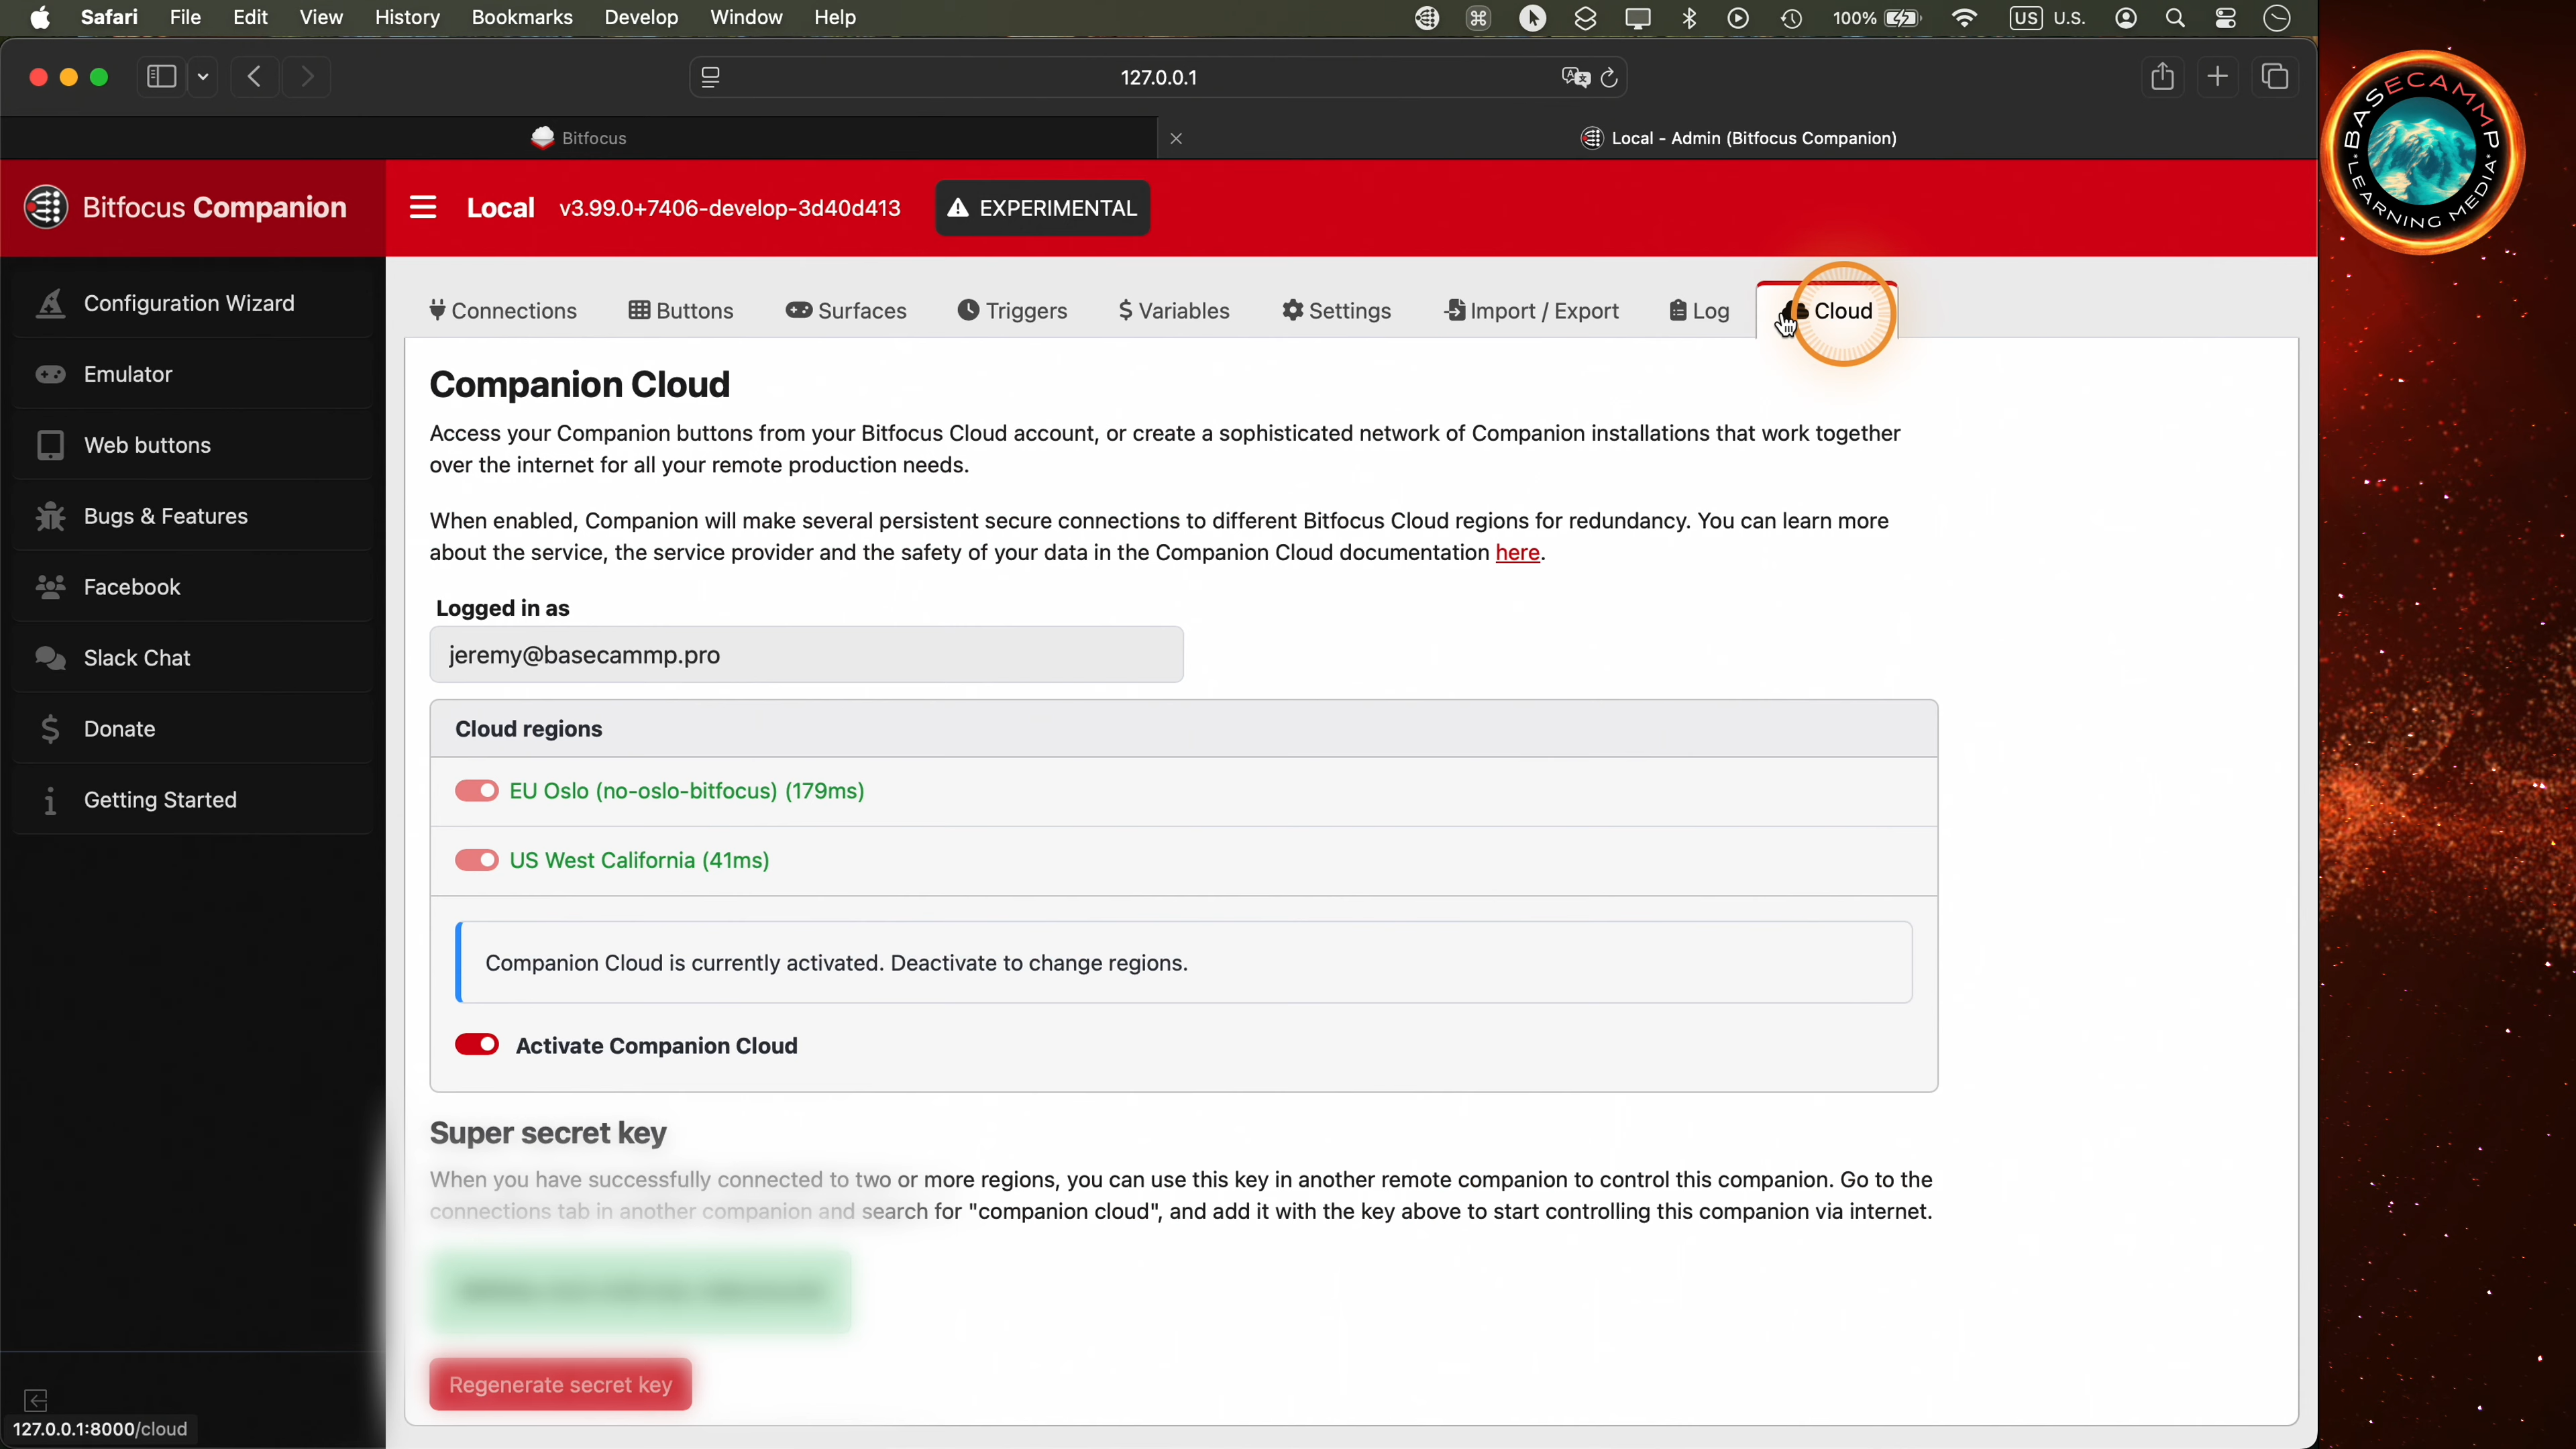 Safari File Edit View History Bookmarks Develop Window Help 100% US U.S.
127.0.0.1
Bitfocus
Local - Admin (Bitfocus Companion)
BASECAMMP
LEARNING MEDIA
Bitfocus Companion
Local v3.99.0+7406-develop-3d40d413 EXPERIMENTAL
Configuration Wizard
Emulator
Web buttons
Bugs & Features
Facebook
Slack Chat
Donate
Getting Started
Connections Buttons Surfaces Triggers Variables Settings Import / Export Log Cloud
Companion Cloud
Access your Companion buttons from your Bitfocus Cloud account, or create a sophisticated network of Companion installations that work together
over the internet for all your remote production needs.
When enabled, Companion will make several persistent secure connections to different Bitfocus Cloud regions for redundancy. You can learn more
about the service, the service provider and the safety of your data in the Companion Cloud documentation here.
Logged in as
jeremy@basecammp.pro
Cloud regions
EU Oslo (no-oslo-bitfocus) (179ms)
US West California (41ms)
Companion Cloud is currently activated. Deactivate to change regions.
Activate Companion Cloud
Super secret key
When you have successfully connected to two or more regions, you can use this key in another remote companion to control this companion. Go to the
connections tab in another companion and search for "companion cloud", and add it with the key above to start controlling this companion via internet.
Regenerate secret key
127.0.0.1:8000/cloud